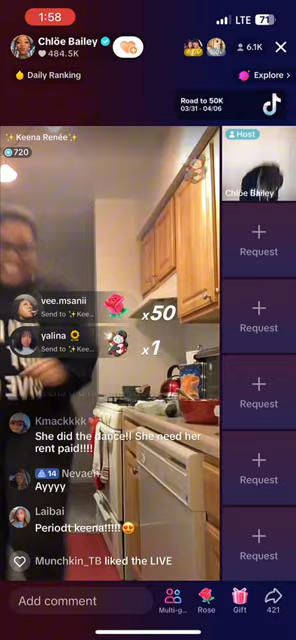 1:58
LTE 71
Chlöe Bailey
484.5K
6.1K
Daily Ranking
Explore >
Road to 50K
03/31 - 04/06
TikTok
✨Keena Renée✨
720
Host
Chlöe Bailey
Request
Request
Request
Request
Request
vee.msanii
Send to ✨Kee...
x50
yalina 🌻
Send to ✨Kee...
x1
Kmackkkk
She did the dance!! She need her
rent paid!!!!
14 Nevaeh
Ayyyy
Laibai
Periodt keena!!!!!😍
Munchkin_TB liked the LIVE
Add comment
Multi-g...
Rose
Gift
421